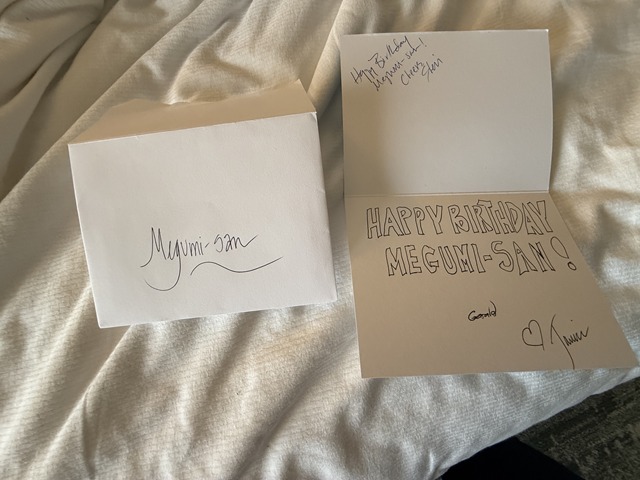 Megumi-san
Happy Birthday
Megumi-san!
Cheers
HAPPY BIRTHDAY
MEGUMI-SAN!
Gerald